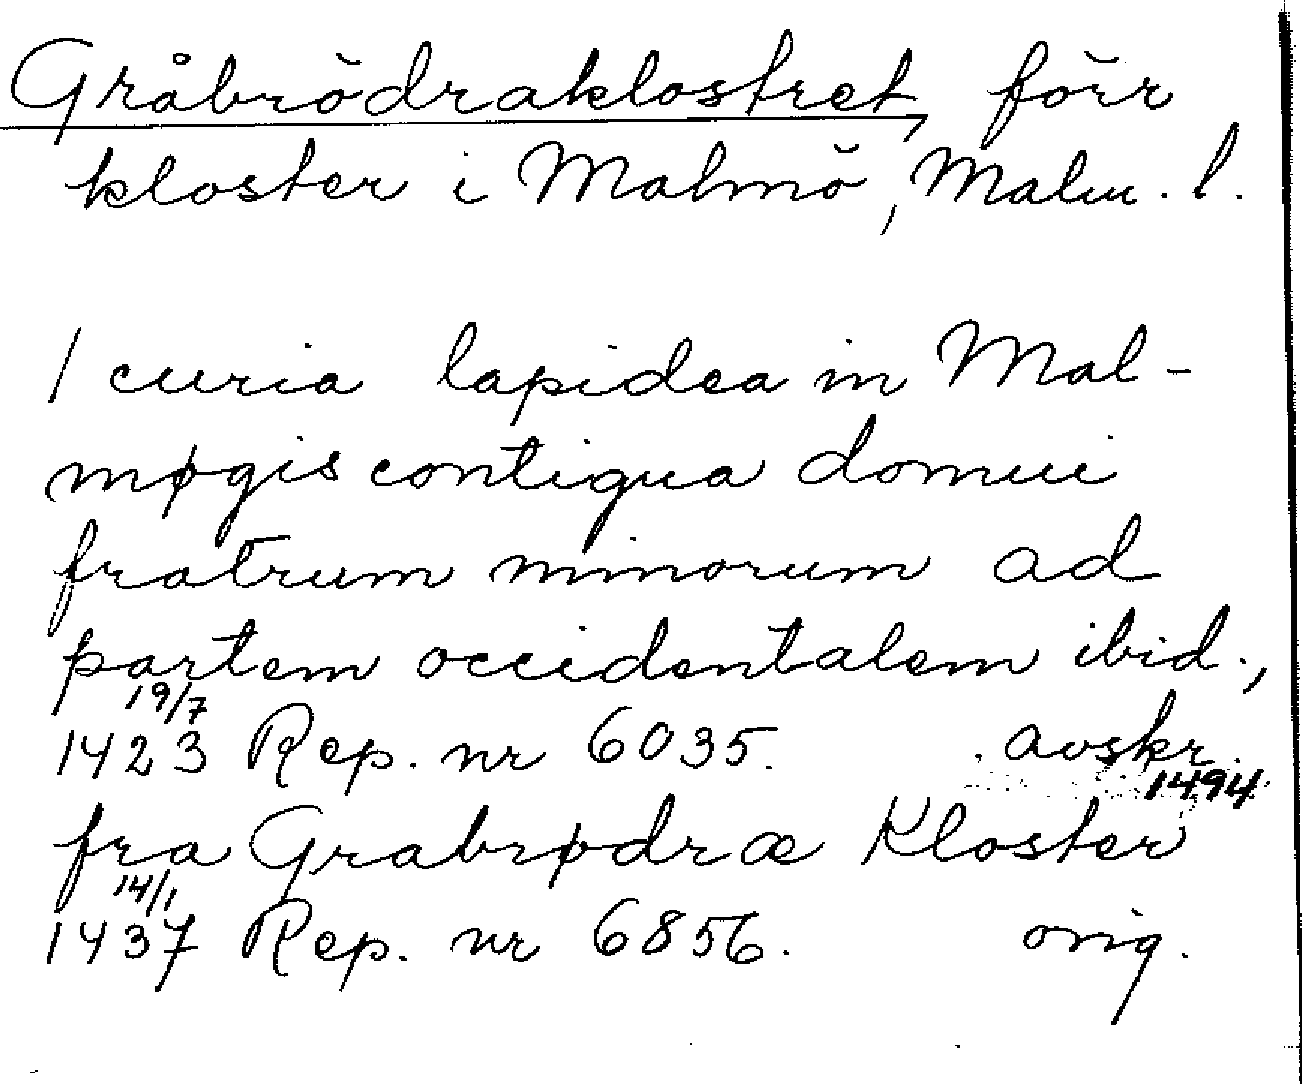 Gråbrödraklostret, förr
kloster i Malmö, Malm. l.
1 curia lapidea in Mal-
møgis contigua domui
fratrum minorum ad
partem occidentalem ibid.,
19/7
1423 Rep. nr 6035. avskr.
1494
fra Grabrødræ Kloster
14/1
1437 Rep. nr 6856. orig.